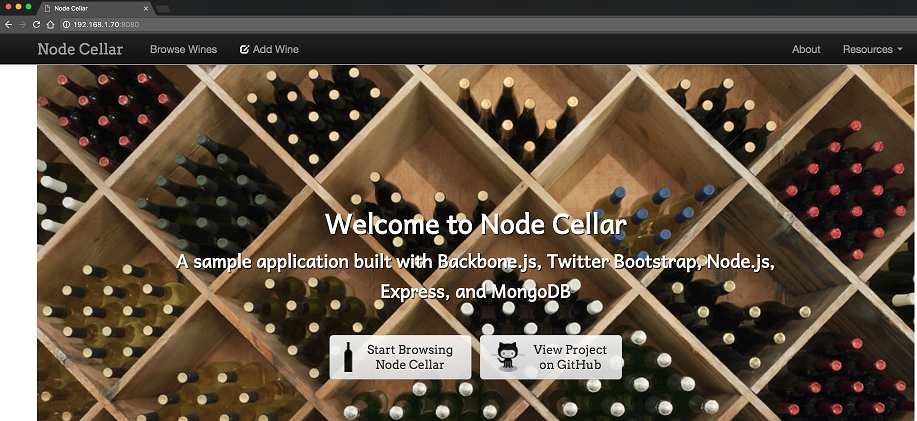 Node Cellar
192.168.1.70:8080
Node Cellar Browse Wines Add Wine About Resources
Welcome to Node Cellar
A sample application built with Backbone.js, Twitter Bootstrap, Node.js,
Express, and MongoDB
Start Browsing
Node Cellar
View Project
on GitHub